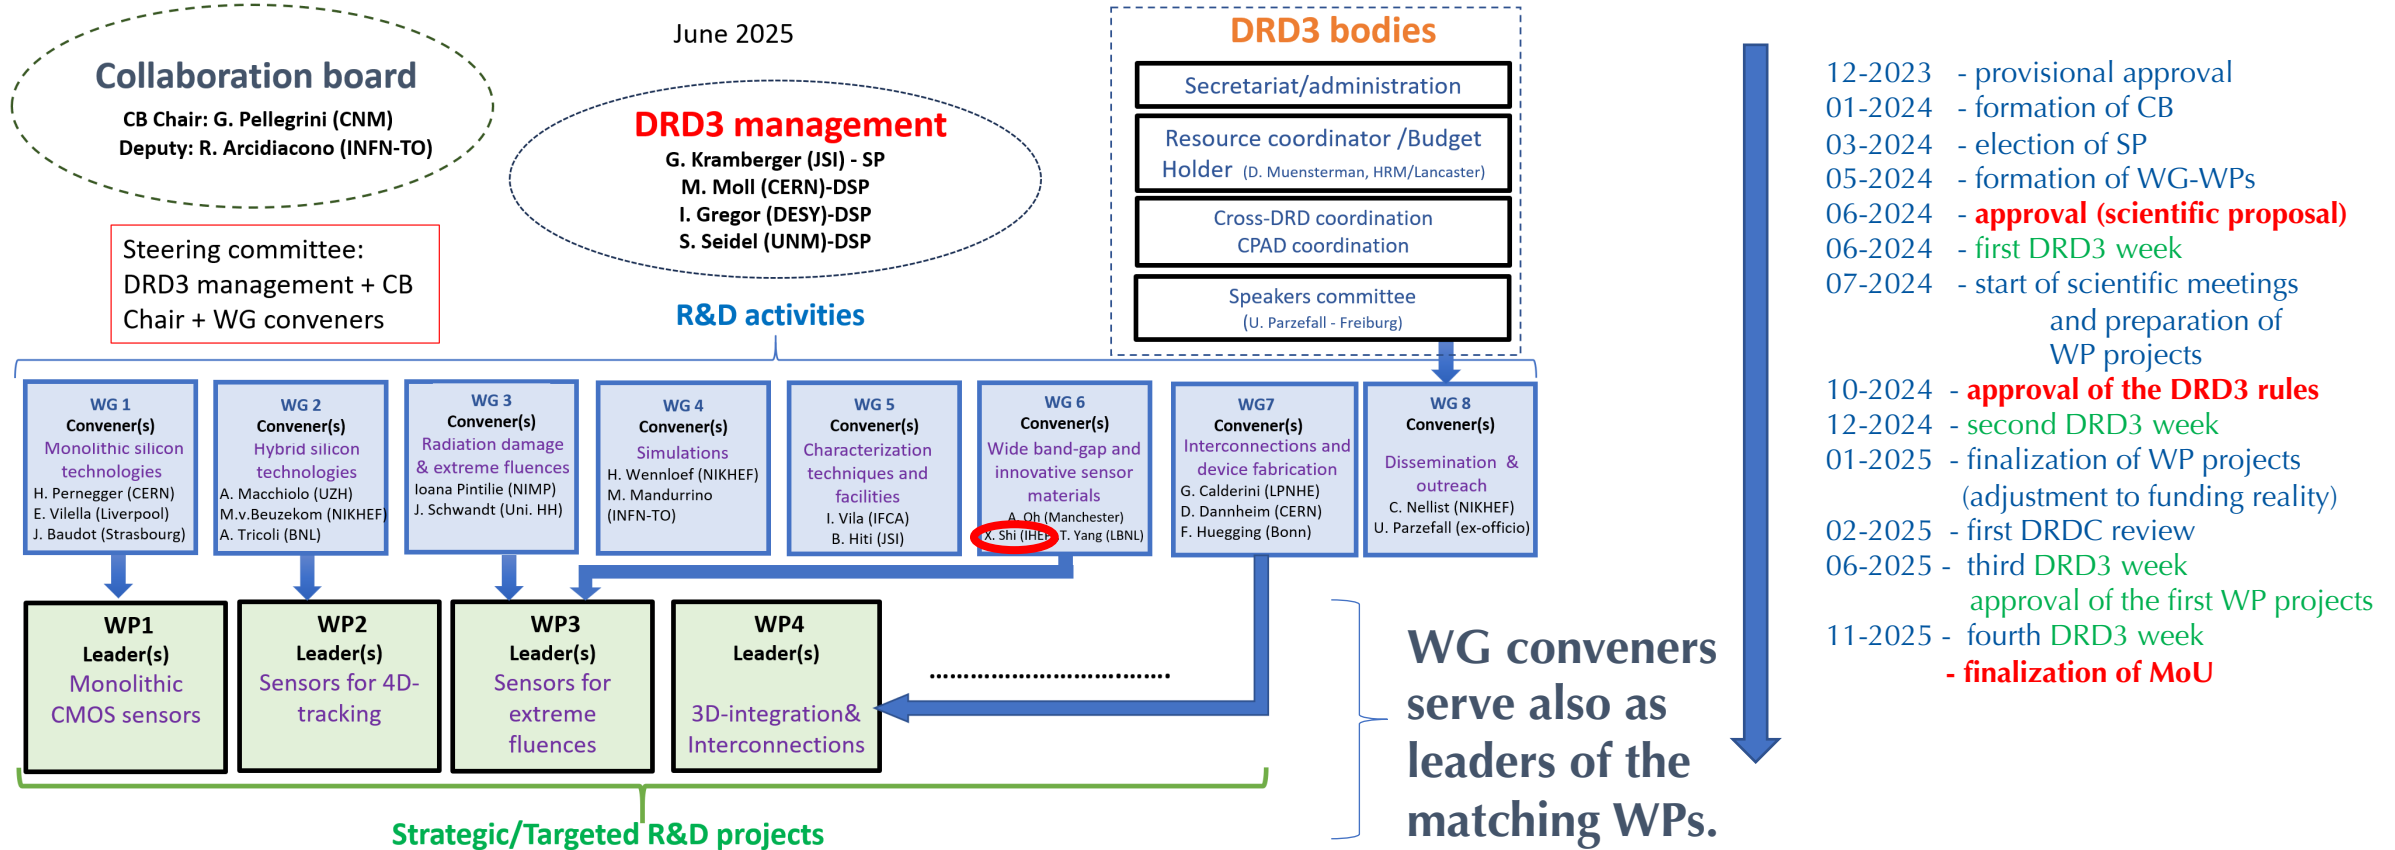 June 2025
Collaboration board
CB Chair: G. Pellegrini (CNM)
Deputy: R. Arcidiacono (INFN-TO)
DRD3 management
G. Kramberger (JSI) - SP
M. Moll (CERN)-DSP
I. Gregor (DESY)-DSP
S. Seidel (UNM)-DSP
DRD3 bodies
Secretariat/administration
Resource coordinator /Budget
Holder (D. Muensterman, HRM/Lancaster)
Cross-DRD coordination
CPAD coordination
Speakers committee
(U. Parzefall - Freiburg)
Steering committee:
DRD3 management + CB
Chair + WG conveners
R&D activities
WG 1
Convener(s)
Monolithic silicon
technologies
H. Pernegger (CERN)
E. Vilella (Liverpool)
J. Baudot (Strasbourg)
WG 2
Convener(s)
Hybrid silicon
technologies
A. Macchiolo (UZH)
M.v.Beuzekom (NIKHEF)
A. Tricoli (BNL)
WG 3
Convener(s)
Radiation damage
& extreme fluences
Ioana Pintilie (NIMP)
J. Schwandt (Uni. HH)
WG 4
Convener(s)
Simulations
H. Wennloef (NIKHEF)
M. Mandurrino
(INFN-TO)
WG 5
Convener(s)
Characterization
techniques and
facilities
I. Vila (IFCA)
B. Hiti (JSI)
WG 6
Convener(s)
Wide band-gap and
innovative sensor
materials
A. Oh (Manchester)
X. Shi (IHEP) T. Yang (LBNL)
WG7
Convener(s)
Interconnections and
device fabrication
G. Calderini (LPNHE)
D. Dannheim (CERN)
F. Huegging (Bonn)
WG 8
Convener(s)
Dissemination &
outreach
C. Nellist (NIKHEF)
U. Parzefall (ex-officio)
WP1
Leader(s)
Monolithic
CMOS sensors
WP2
Leader(s)
Sensors for 4D-
tracking
WP3
Leader(s)
Sensors for
extreme
fluences
WP4
Leader(s)
3D-integration&
Interconnections
..............................
Strategic/Targeted R&D projects
WG conveners
serve also as
leaders of the
matching WPs.
12-2023 - provisional approval
01-2024 - formation of CB
03-2024 - election of SP
05-2024 - formation of WG-WPs
06-2024 - approval (scientific proposal)
06-2024 - first DRD3 week
07-2024 - start of scientific meetings
and preparation of
WP projects
10-2024 - approval of the DRD3 rules
12-2024 - second DRD3 week
01-2025 - finalization of WP projects
(adjustment to funding reality)
02-2025 - first DRDC review
06-2025 - third DRD3 week
approval of the first WP projects
11-2025 - fourth DRD3 week
- finalization of MoU